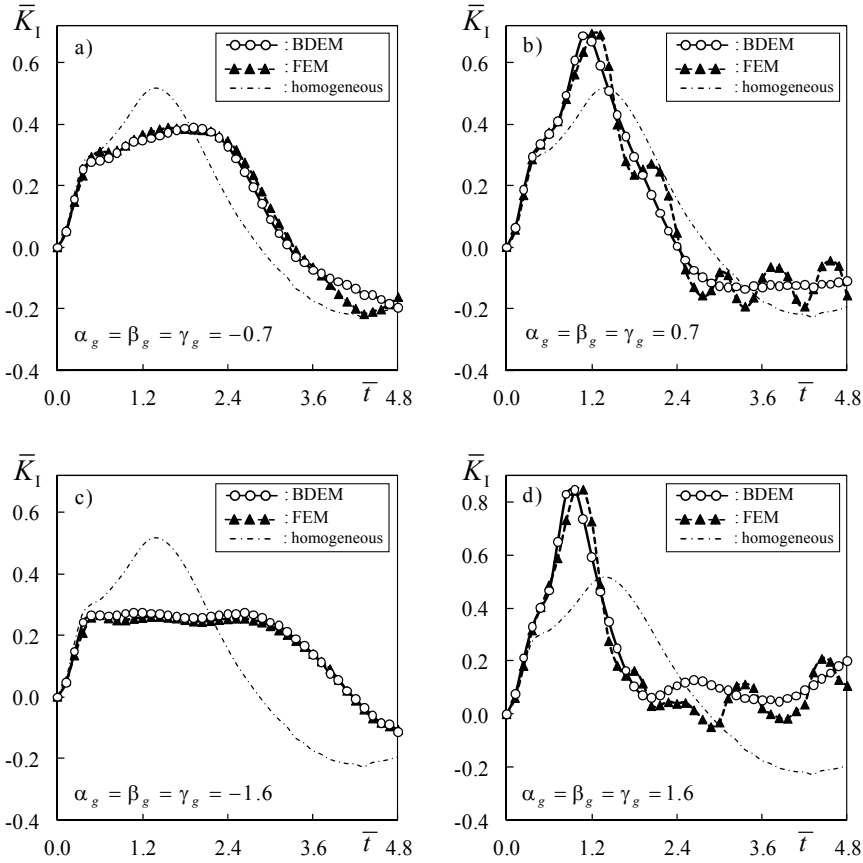 K̄I
a)
: BDEM
: FEM
: homogeneous
0.6
0.4
0.2
0.0
-0.2
-0.4
αg = βg = γg = −0.7
0.0 1.2 2.4 3.6 t̄ 4.8
K̄I
b)
: BDEM
: FEM
: homogeneous
0.6
0.4
0.2
0.0
-0.2
-0.4
αg = βg = γg = 0.7
0.0 1.2 2.4 3.6 t̄ 4.8
K̄I
c)
: BDEM
: FEM
: homogeneous
0.6
0.4
0.2
0.0
-0.2
-0.4
αg = βg = γg = −1.6
0.0 1.2 2.4 3.6 t̄ 4.8
K̄I
d)
: BDEM
: FEM
: homogeneous
0.8
0.6
0.4
0.2
0.0
-0.2
-0.4
αg = βg = γg = 1.6
0.0 1.2 2.4 3.6 t̄ 4.8